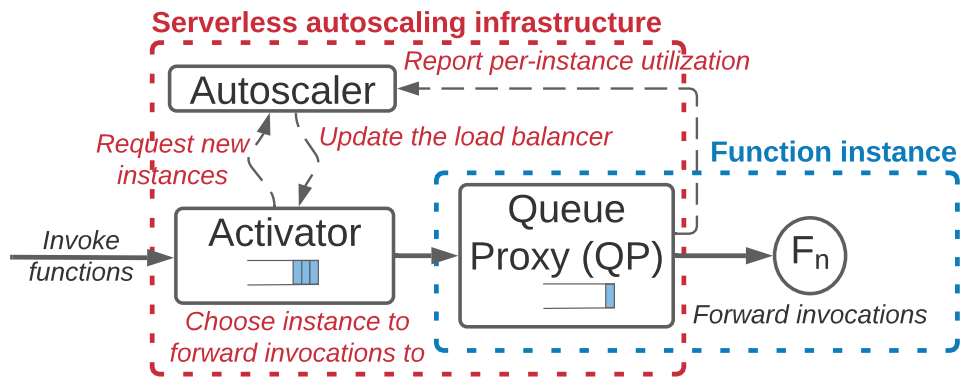 Serverless autoscaling infrastructure
Report per-instance utilization
Autoscaler
Request new
instances
Update the load balancer
Function instance
Invoke
functions
Activator
Queue
Proxy (QP)
Fn
Choose instance to
forward invocations to
Forward invocations